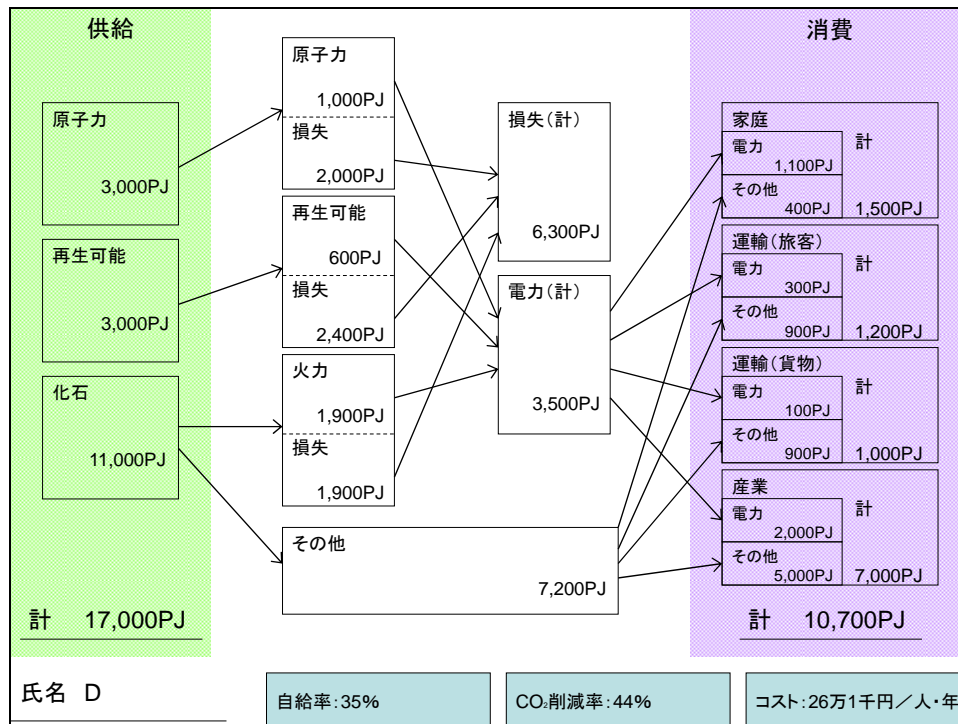 供給
原子力
3,000PJ
再生可能
3,000PJ
化石
11,000PJ
計 17,000PJ
原子力
1,000PJ
損失
2,000PJ
再生可能
600PJ
損失
2,400PJ
火力
1,900PJ
損失
1,900PJ
その他
7,200PJ
損失(計)
6,300PJ
電力(計)
3,500PJ
消費
家庭
電力
1,100PJ
その他
400PJ
計
1,500PJ
運輸(旅客)
電力
300PJ
その他
900PJ
計
1,200PJ
運輸(貨物)
電力
100PJ
その他
900PJ
計
1,000PJ
産業
電力
2,000PJ
その他
5,000PJ
計
7,000PJ
計 10,700PJ
氏名 D
自給率:35%
CO₂削減率:44%
コスト:26万1千円/人・年